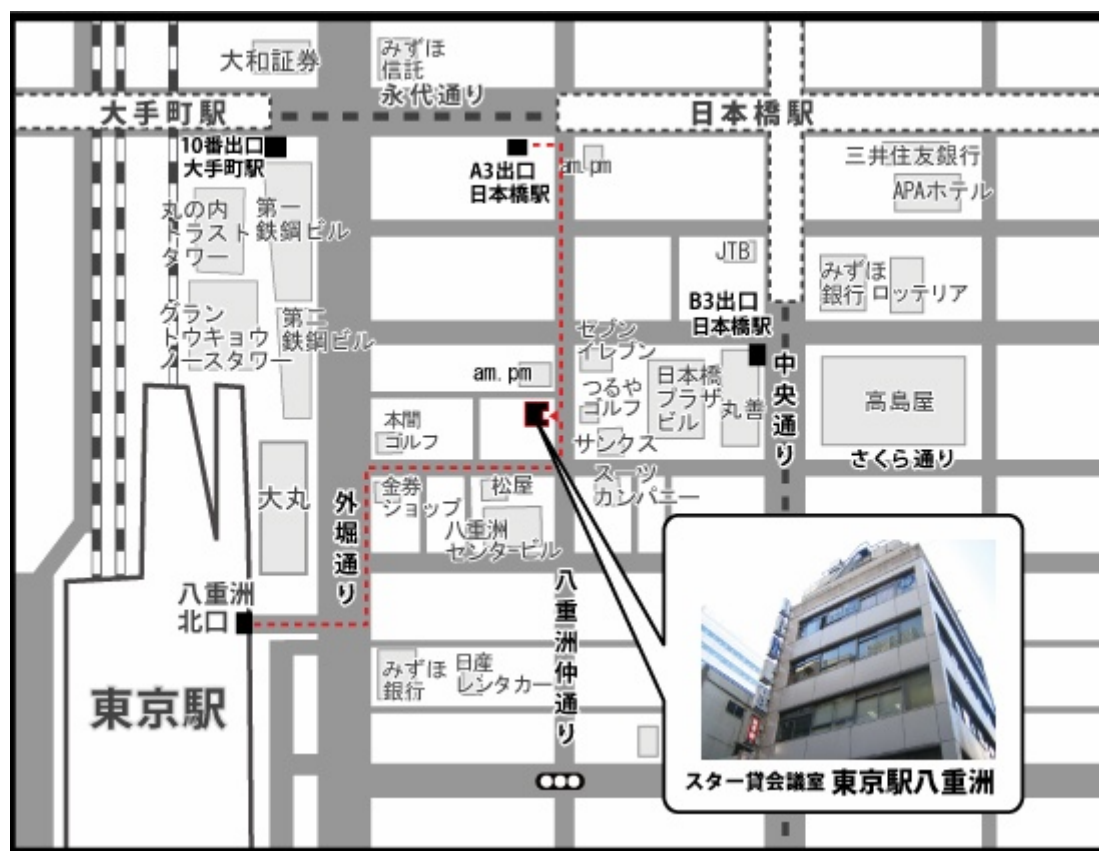 大和証券
みずほ
信託
永代通り
大手町駅
日本橋駅
10番出口
大手町駅
A3出口
日本橋駅
am.pm
三井住友銀行
APAホテル
丸の内
トラスト
タワー
第一
鉄鋼ビル
JTB
みずほ
銀行
ロッテリア
B3出口
日本橋駅
グラン
トウキョウ
ノースタワー
第二
鉄鋼ビル
セブン
イレブン
am.pm
つるや
ゴルフ
日本橋
プラザ
ビル
丸善
中央通り
高島屋
本間
ゴルフ
サンクス
さくら通り
大丸
外堀通り
金券
ショップ
松屋
スーツ
カンパニー
八重洲
センタービル
八重洲
北口
八重洲仲通り
みずほ
銀行
日産
レンタカー
東京駅
スター貸会議室 東京駅八重洲